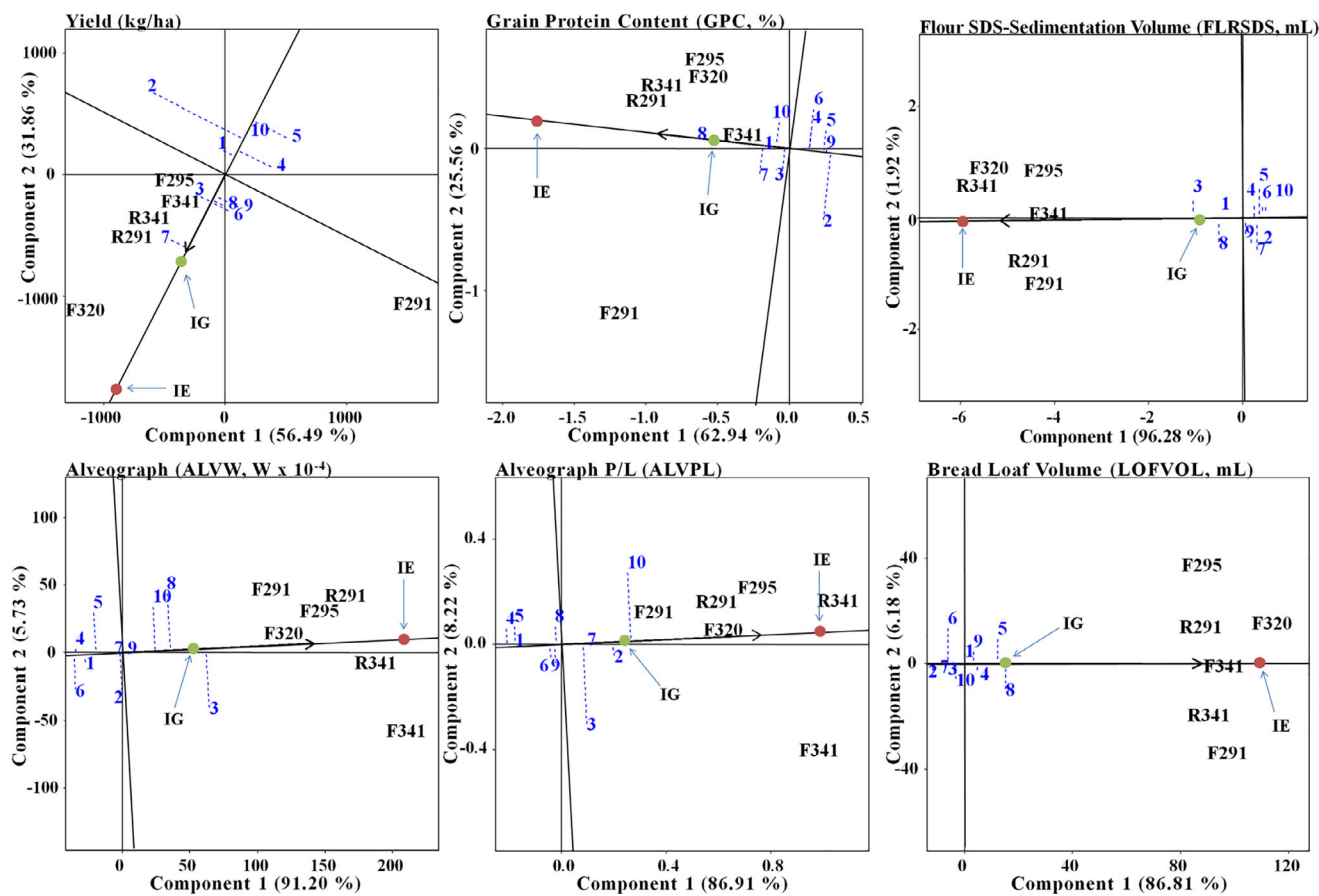 Yield (kg/ha)
Component 2 (31.86 %)
1000
0
-1000
2
10
5
1
4
F295
3
F341
8
9
6
R341
R291
7
F320
F291
IG
IE
-1000
0
1000
Component 1 (56.49 %)
Grain Protein Content (GPC, %)
Component 2 (25.56 %)
0
-1
F295
F320
R341
R291
6
10
4
5
8
F341
1
9
7
3
2
IE
IG
F291
-2.0
-1.5
-1.0
-0.5
0.0
0.5
Component 1 (62.94 %)
Flour SDS-Sedimentation Volume (FLRSDS, mL)
Component 2 (1.92 %)
2
0
-2
F320
F295
R341
F341
3
1
5
4
6
10
8
9
2
7
R291
F291
IE
IG
-6
-4
-2
0
Component 1 (96.28 %)
Alveograph (ALVW, W x 10-4)
Component 2 (5.73 %)
100
50
0
-50
-100
5
4
10
8
7
9
1
6
2
3
F291
R291
F295
F320
R341
F341
IE
IG
0
50
100
150
200
Component 1 (91.20 %)
Alveograph P/L (ALVPL)
Component 2 (8.22 %)
0.4
0.0
-0.4
10
4
5
8
1
7
6
9
2
3
F295
F291
R291
R341
F320
F341
IE
IG
0.0
0.4
0.8
Component 1 (86.91 %)
Bread Loaf Volume (LOFVOL, mL)
Component 2 (6.18 %)
40
0
-40
6
5
9
1
2
7
3
4
10
8
F295
R291
F320
F341
R341
F291
IG
IE
0
40
80
120
Component 1 (86.81 %)